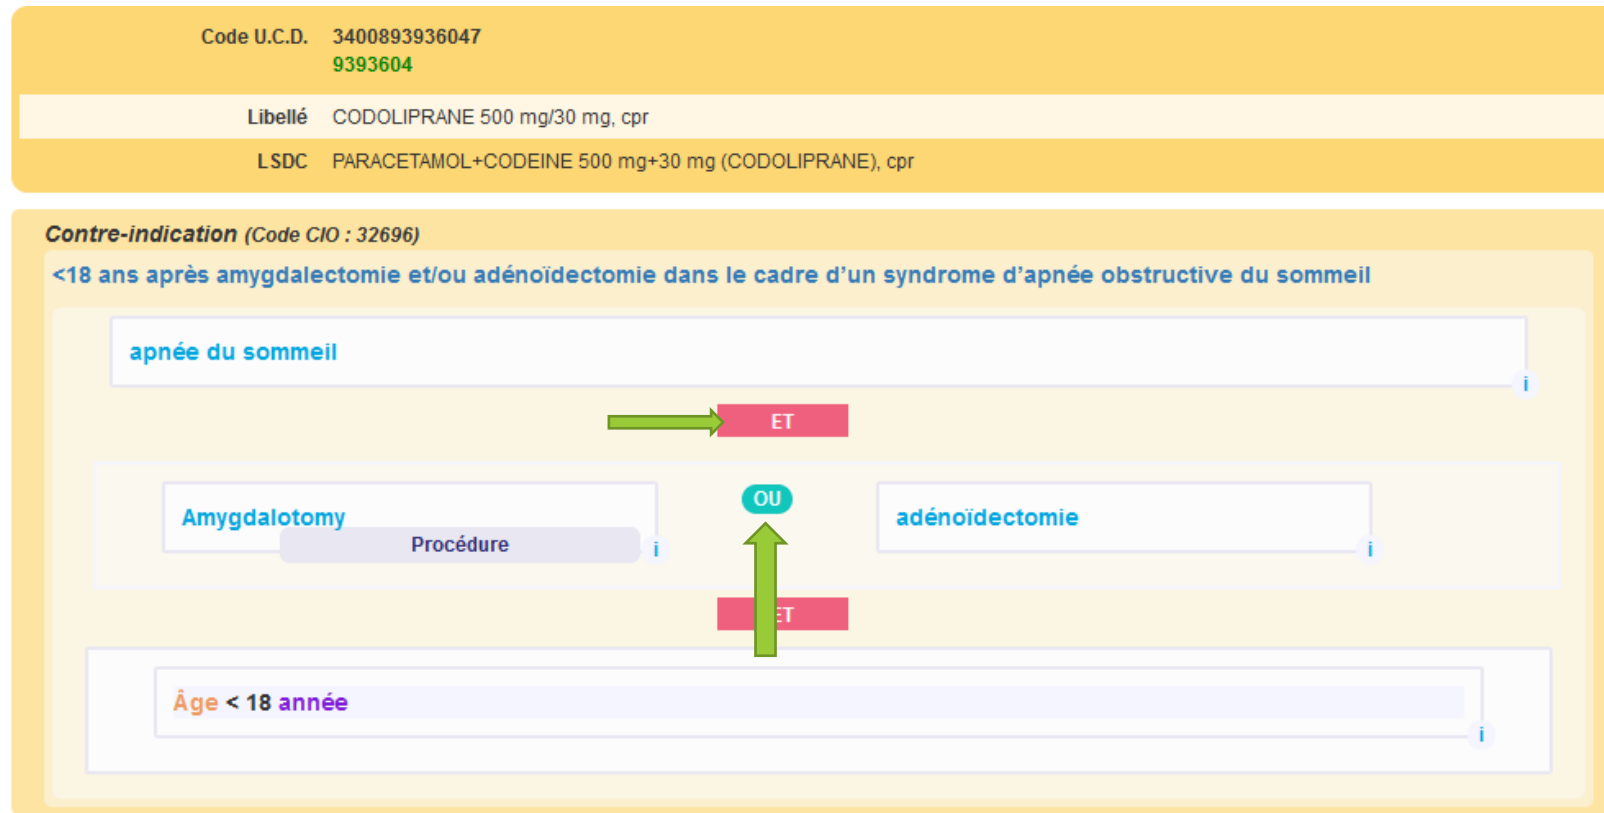 Code U.C.D. 3400893936047
9393604
Libellé CODOLIPRANE 500 mg/30 mg, cpr
LSDC PARACETAMOL+CODEINE 500 mg+30 mg (CODOLIPRANE), cpr
Contre-indication (Code CIO : 32696)
<18 ans après amygdalectomie et/ou adénoïdectomie dans le cadre d’un syndrome d’apnée obstructive du sommeil
apnée du sommeil
i
ET
Amygdalotomy OU adénoïdectomie
Procédure
i i
ET
Âge < 18 année
i